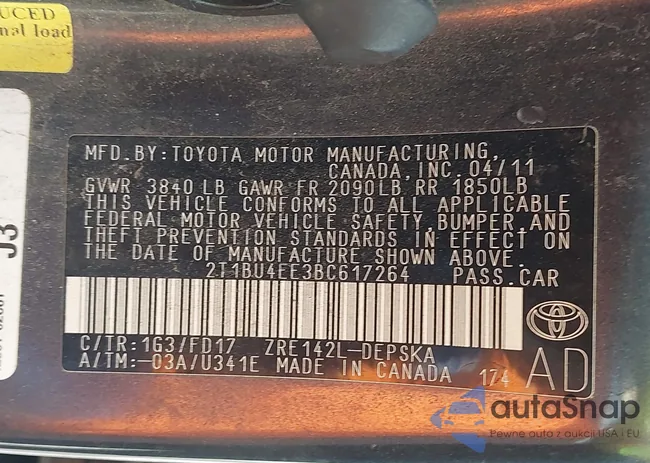 UCED
nal load
J3
MFD.BY:TOYOTA MOTOR MANUFACTURING,
CANADA,INC.04/11
GVWR 3840LB GAWR FR 2090LB RR 1850LB
THIS VEHICLE CONFORMS TO ALL APPLICABLE
FEDERAL MOTOR VEHICLE SAFETY,BUMPER,AND
THEFT PREVENTION STANDARDS IN EFFECT ON
THE DATE OF MANUFACTURE SHOWN ABOVE.
2T1BU4EE3BC617264 PASS.CAR
C/TR:1G3/FD17 ZRE142L-DEPSKA
A/TM:-03A/U341E MADE IN CANADA 174 AD
autaSnap
Pewne auta z aukcji USA i EU